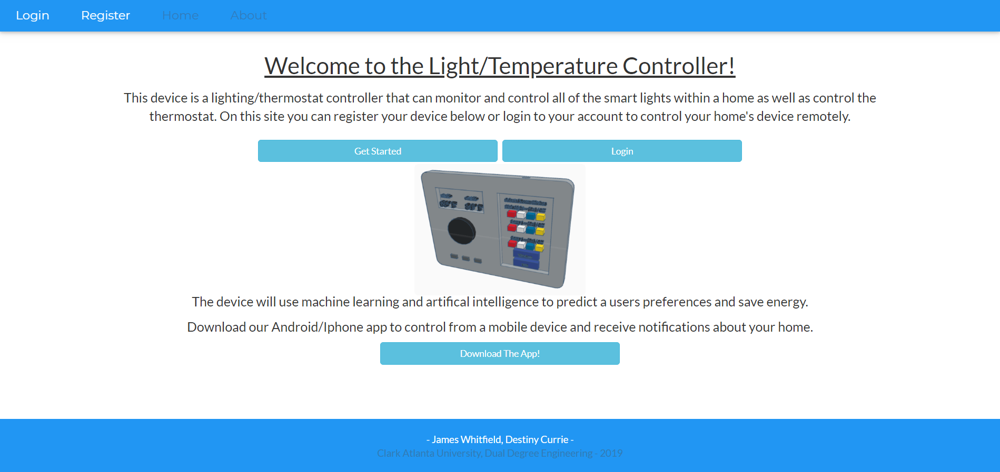 Login Register Home About
Welcome to the Light/Temperature Controller!
This device is a lighting/thermostat controller that can monitor and control all of the smart lights within a home as well as control the
thermostat. On this site you can register your device below or login to your account to control your home's device remotely.
Get Started Login
The device will use machine learning and artifical intelligence to predict a users preferences and save energy.
Download our Android/Iphone app to control from a mobile device and receive notifications about your home.
Download The App!
- James Whitfield, Destiny Currie -
Clark Atlanta University, Dual Degree Engineering - 2019